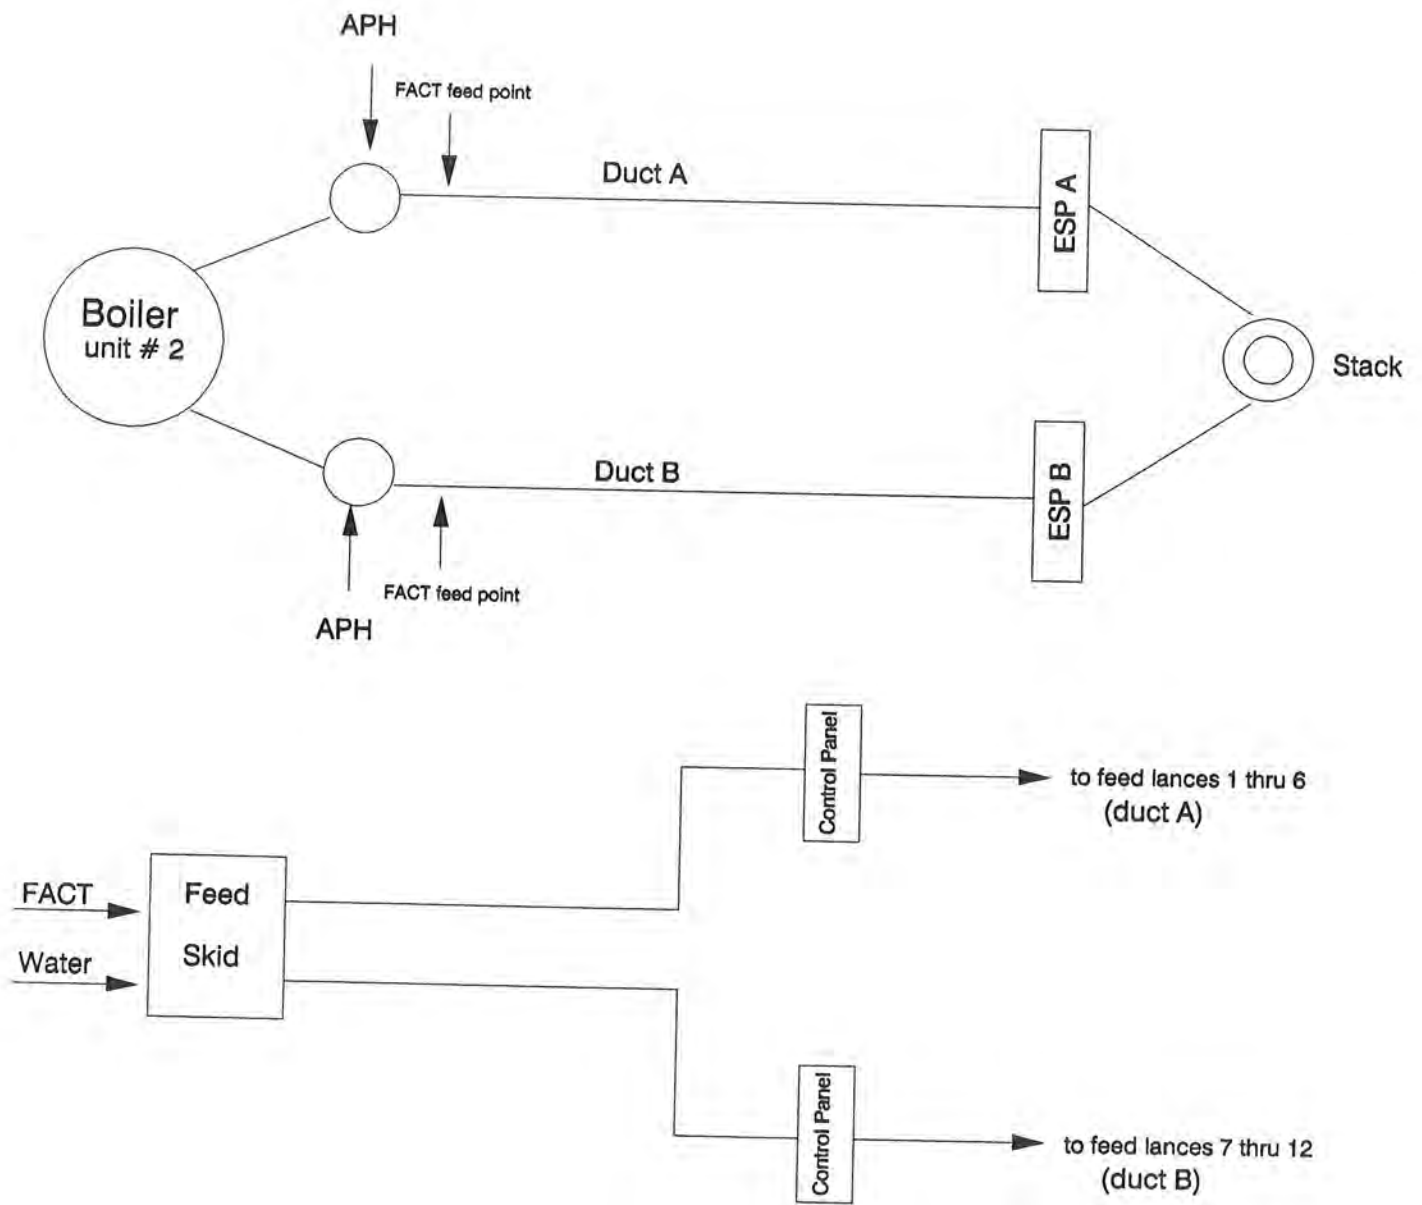 APH
FACT feed point
Duct A
ESP A
Boiler
unit # 2
Stack
Duct B
ESP B
FACT feed point
APH
Control Panel
to feed lances 1 thru 6
(duct A)
FACT
Feed
Skid
Water
Control Panel
to feed lances 7 thru 12
(duct B)